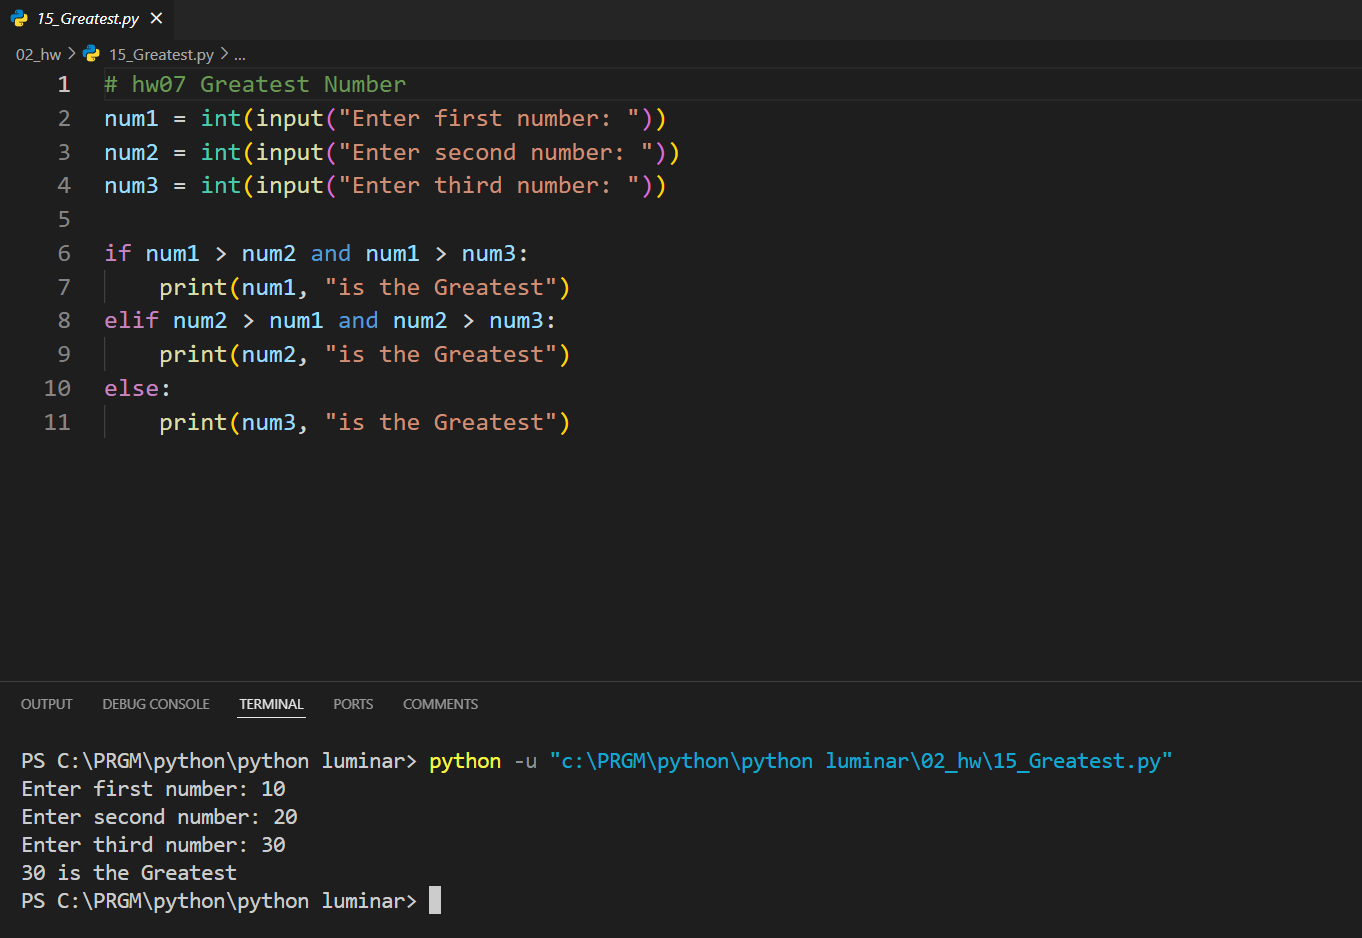 15_Greatest.py
02_hw > 15_Greatest.py > ...
1 # hw07 Greatest Number
2 num1 = int(input("Enter first number: "))
3 num2 = int(input("Enter second number: "))
4 num3 = int(input("Enter third number: "))
5
6 if num1 > num2 and num1 > num3:
7     print(num1, "is the Greatest")
8 elif num2 > num1 and num2 > num3:
9     print(num2, "is the Greatest")
10 else:
11     print(num3, "is the Greatest")
OUTPUT DEBUG CONSOLE TERMINAL PORTS COMMENTS
PS C:\PRGM\python\python luminar> python -u "c:\PRGM\python\python luminar\02_hw\15_Greatest.py"
Enter first number: 10
Enter second number: 20
Enter third number: 30
30 is the Greatest
PS C:\PRGM\python\python luminar>